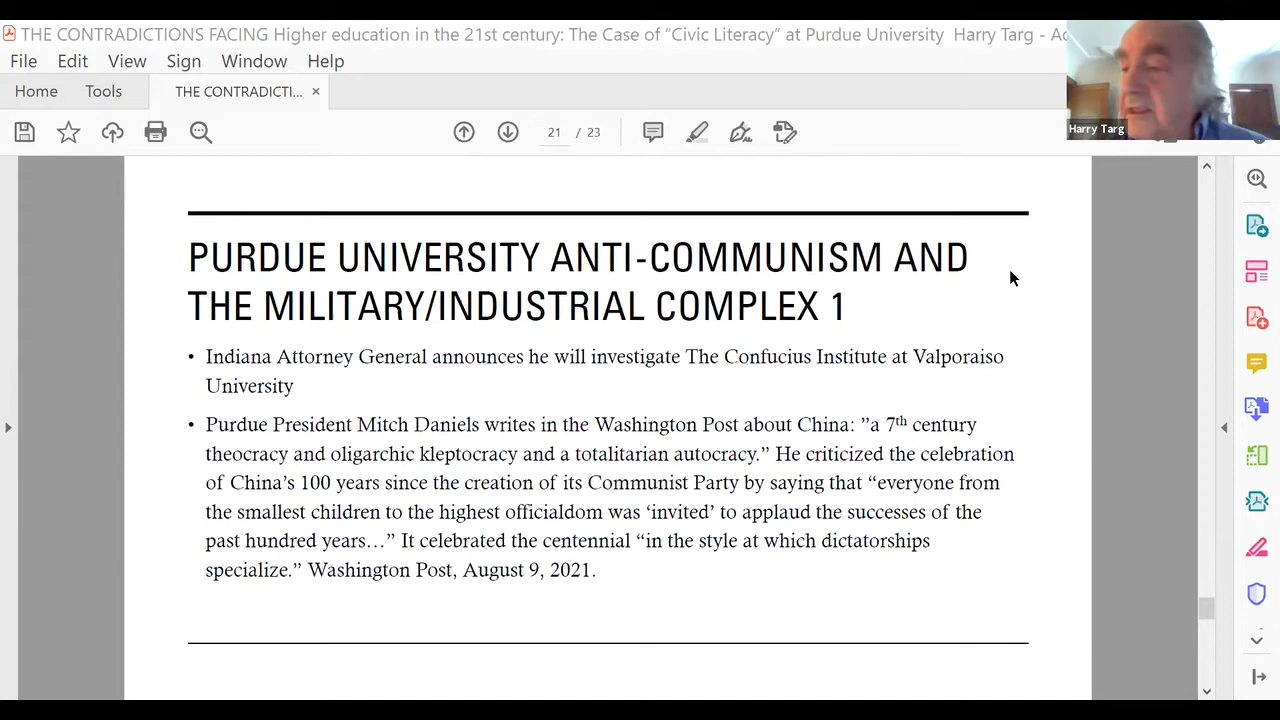 THE CONTRADICTIONS FACING Higher education in the 21st century: The Case of “Civic Literacy” at Purdue University Harry Targ - Ac
File Edit View Sign Window Help
Home Tools THE CONTRADICTI... ×
21 / 23
Harry Targ
PURDUE UNIVERSITY ANTI-COMMUNISM AND
THE MILITARY/INDUSTRIAL COMPLEX 1
• Indiana Attorney General announces he will investigate The Confucius Institute at Valporaiso
University
• Purdue President Mitch Daniels writes in the Washington Post about China: ”a 7th century
theocracy and oligarchic kleptocracy and a totalitarian autocracy.” He criticized the celebration
of China’s 100 years since the creation of its Communist Party by saying that “everyone from
the smallest children to the highest officialdom was ‘invited’ to applaud the successes of the
past hundred years…” It celebrated the centennial “in the style at which dictatorships
specialize.” Washington Post, August 9, 2021.